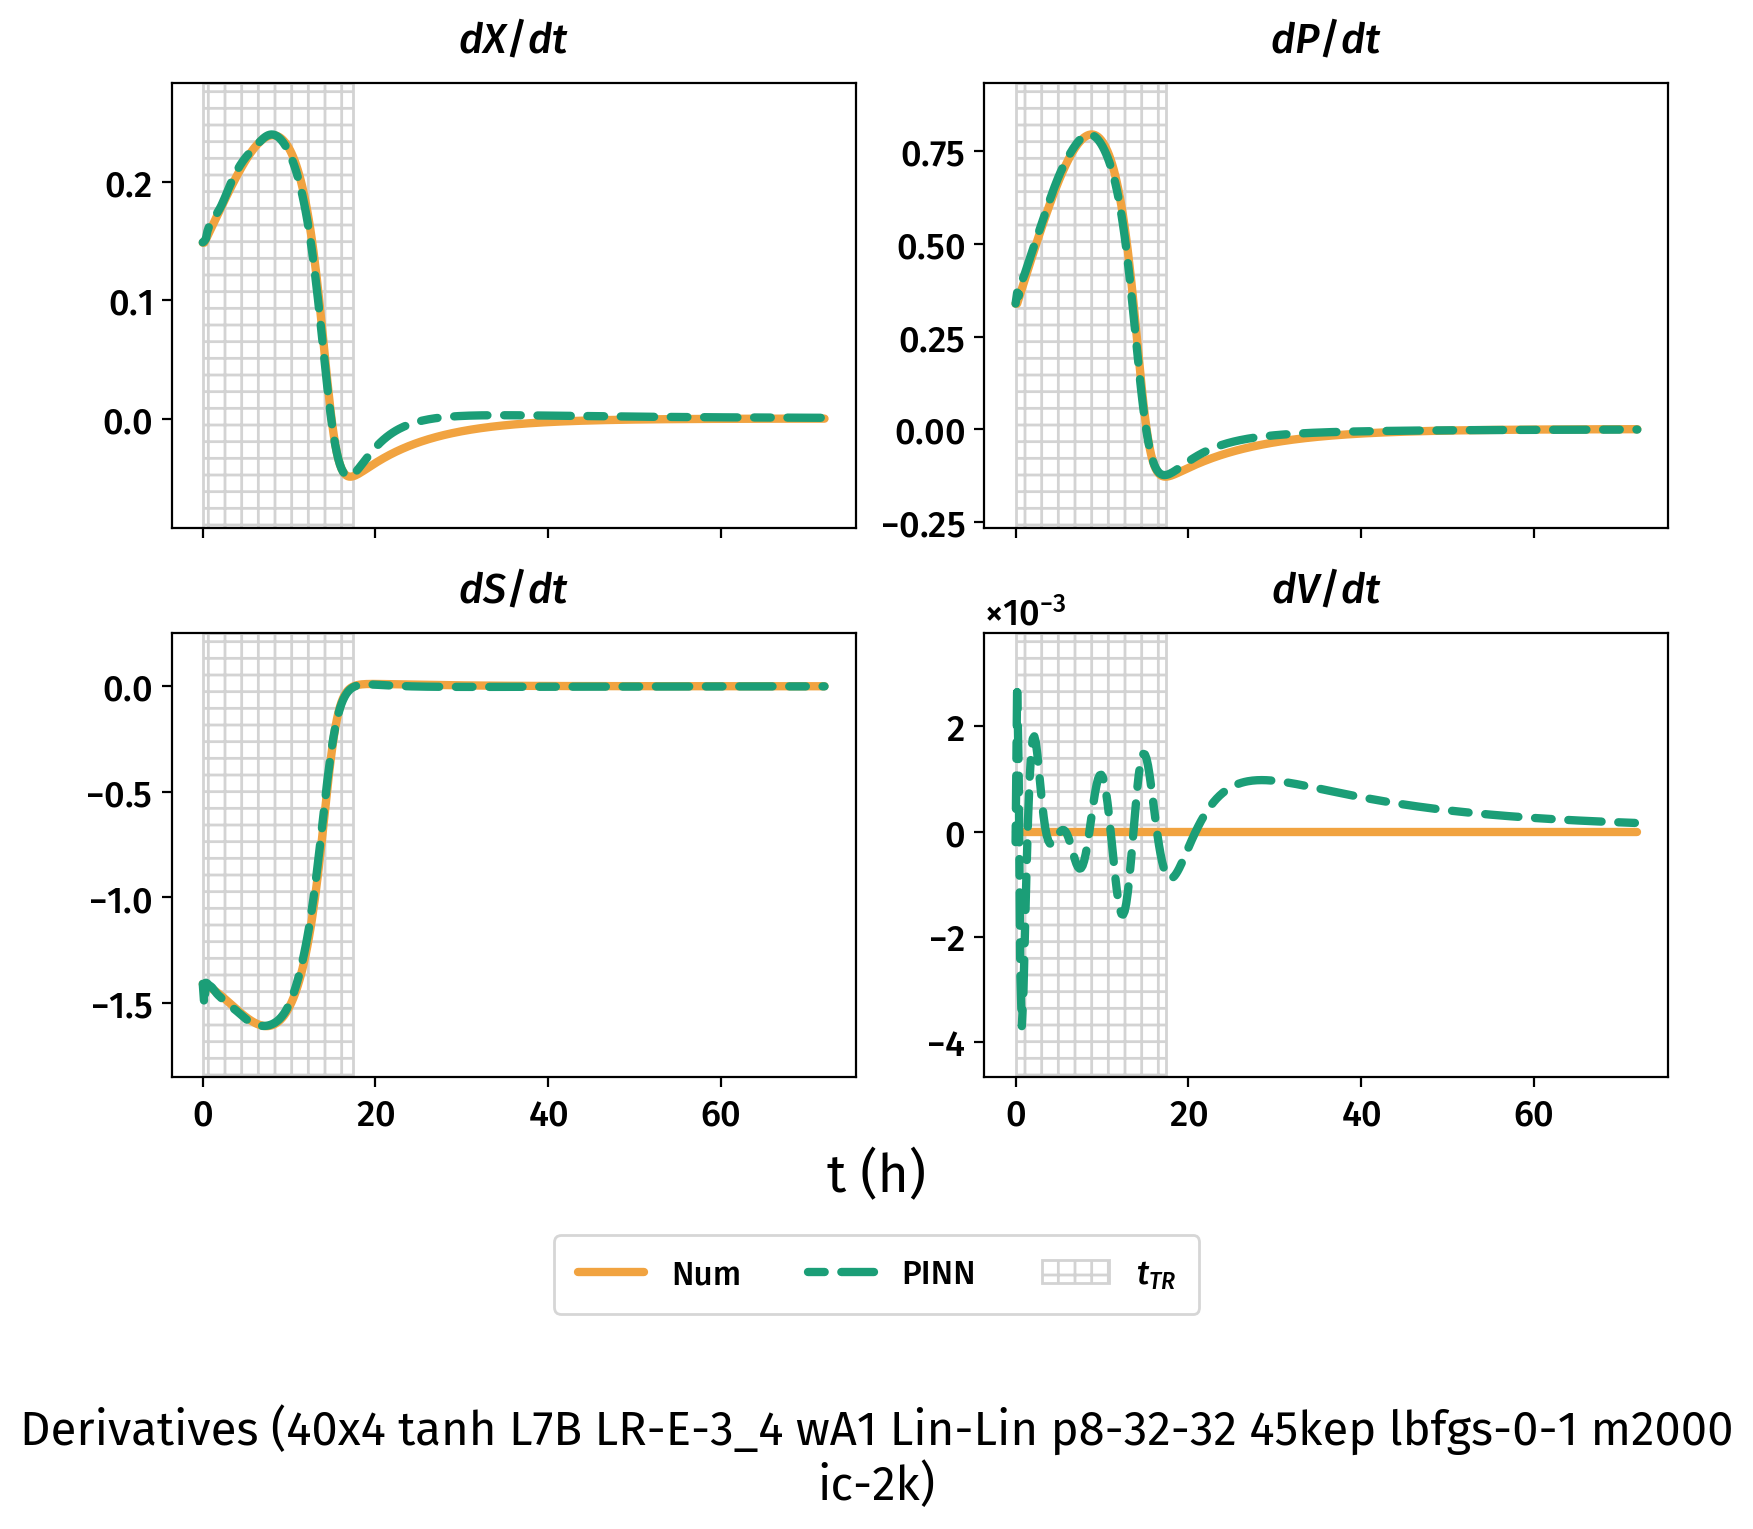 dX/dt
dP/dt
0.2
0.1
0.0
0.75
0.50
0.25
0.00
−0.25
dS/dt
dV/dt
×10⁻³
0.0
−0.5
−1.0
−1.5
2
0
−2
−4
0 20 40 60
0 20 40 60
t (h)
Num PINN t_TR
Derivatives (40x4 tanh L7B LR-E-3_4 wA1 Lin-Lin p8-32-32 45kep lbfgs-0-1 m2000
ic-2k)